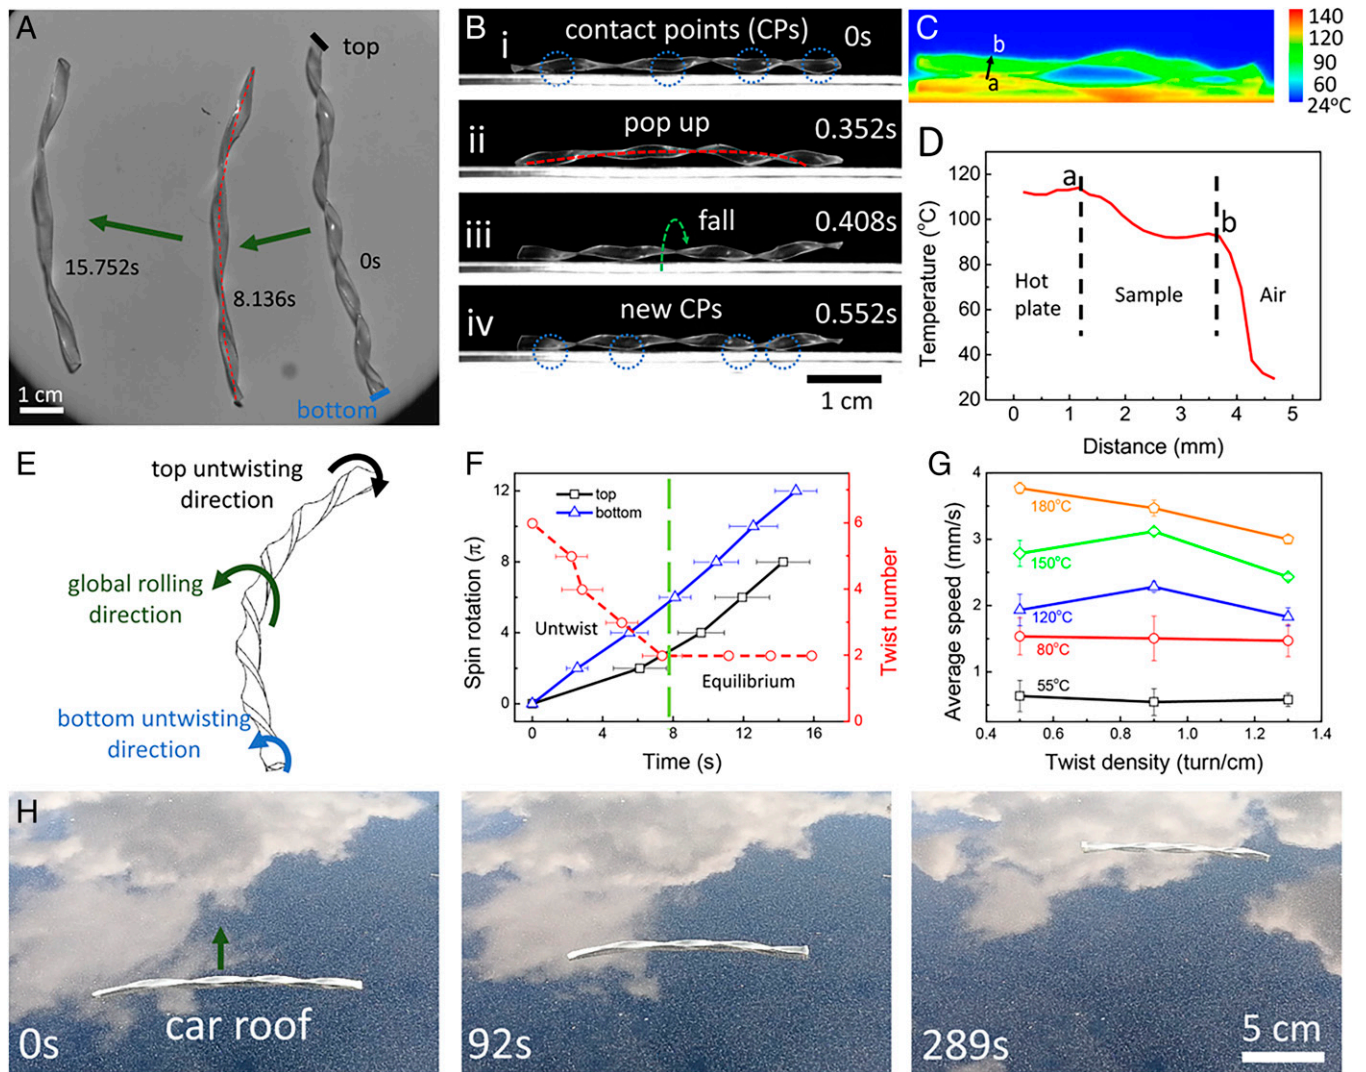 A
top
0s
8.136s
15.752s
1 cm
bottom
B
i
contact points (CPs)
0s
ii
pop up
0.352s
iii
fall
0.408s
iv
new CPs
0.552s
1 cm
C
b
a
140
120
90
60
24°C
D
Temperature (°C)
120
100
80
60
40
20
a
b
Hot
plate
Sample
Air
0 1 2 3 4 5
Distance (mm)
E
top untwisting
direction
global rolling
direction
bottom untwisting
direction
F
Spin rotation (π)
12
8
4
0
top
bottom
Untwist
Equilibrium
6
4
2
0
Twist number
0 4 8 12 16
Time (s)
G
Average speed (mm/s)
4
3
2
1
180°C
150°C
120°C
80°C
55°C
0.4 0.6 0.8 1.0 1.2 1.4
Twist density (turn/cm)
H
car roof
0s
92s
289s
5 cm